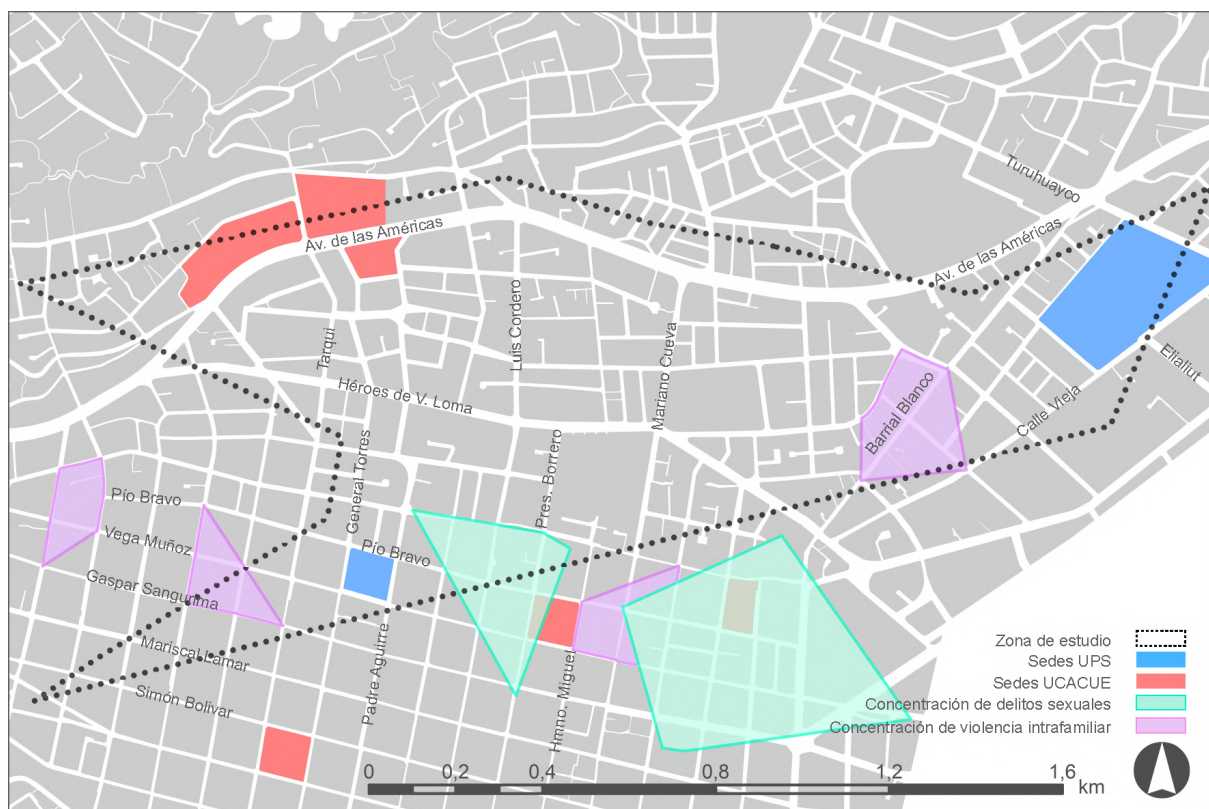 Turuhuayco
Av. de las Américas
Av. de las Américas
Luis Cordero
Tarqui
Mariano Cueva
Elialiut
Héroes de V. Loma
Barrial Blanco
Calle Vieja
General Torres
Pres. Borrero
Pío Bravo
Vega Muñoz
Pío Bravo
Gaspar Sangurima
Mariscal Lamar
Simón Bolívar
Padre Aguirre
Hmno. Miguel
Zona de estudio
Sedes UPS
Sedes UCACUE
Concentración de delitos sexuales
Concentración de violencia intrafamiliar
0 0,2 0,4 0,8 1,2 1,6
km